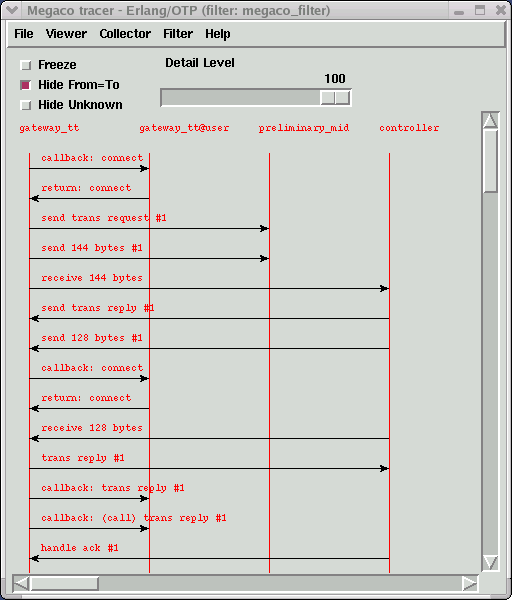 Megaco tracer - Erlang/OTP (filter: megaco_filter)
File Viewer Collector Filter Help
Freeze
Detail Level
Hide From=To
100
Hide Unknown
gateway_tt gateway_tt@user preliminary_mid controller
callback: connect
return: connect
send trans request #1
send 144 bytes #1
receive 144 bytes
send trans reply #1
send 128 bytes #1
callback: connect
return: connect
receive 128 bytes
trans reply #1
callback: trans reply #1
callback: (call) trans reply #1
handle ack #1